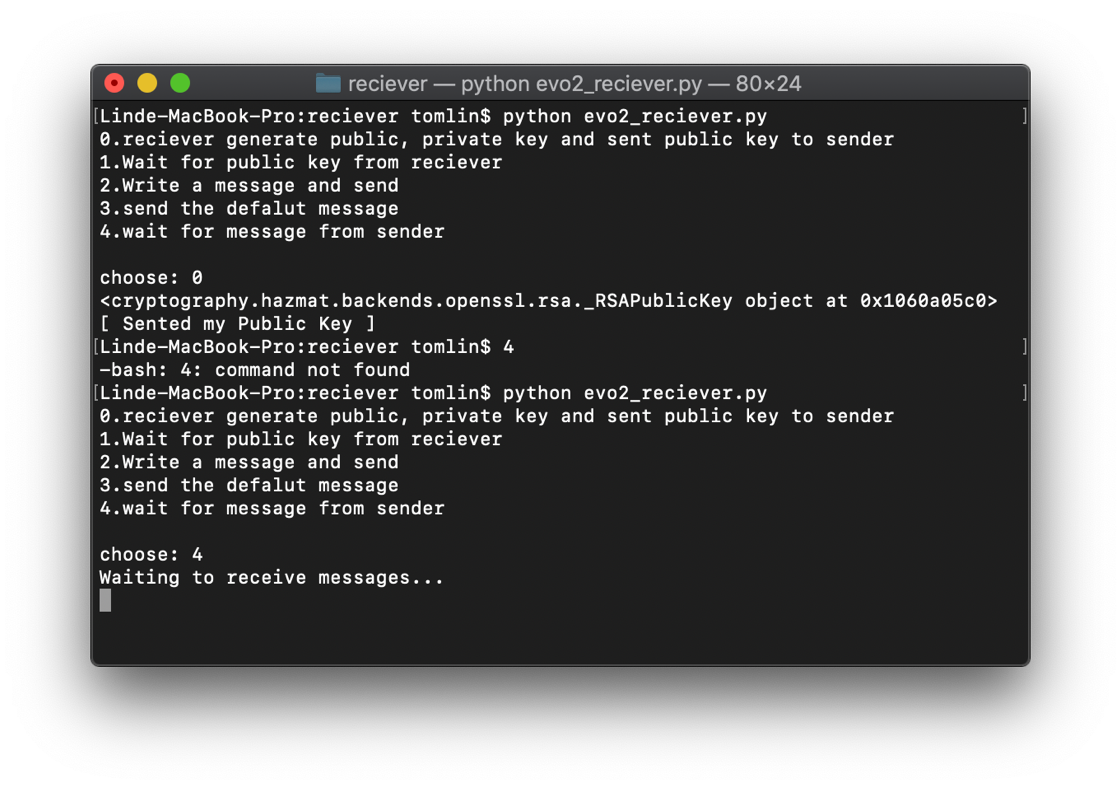 reciever — python evo2_reciever.py — 80×24
[Linde-MacBook-Pro:reciever tomlin$ python evo2_reciever.py ]
0.reciever generate public, private key and sent public key to sender
1.Wait for public key from reciever
2.Write a message and send
3.send the defalut message
4.wait for message from sender
choose: 0
<cryptography.hazmat.backends.openssl.rsa._RSAPublicKey object at 0x1060a05c0>
[ Sented my Public Key ]
[Linde-MacBook-Pro:reciever tomlin$ 4 ]
-bash: 4: command not found
[Linde-MacBook-Pro:reciever tomlin$ python evo2_reciever.py ]
0.reciever generate public, private key and sent public key to sender
1.Wait for public key from reciever
2.Write a message and send
3.send the defalut message
4.wait for message from sender
choose: 4
Waiting to receive messages...